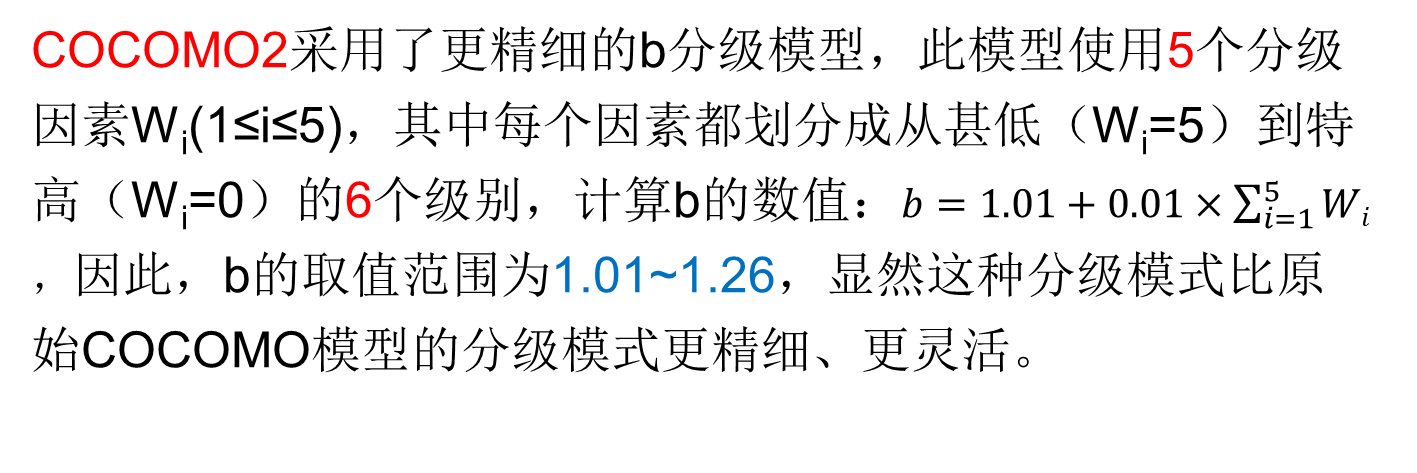 COCOMO2采用了更精细的b分级模型，此模型使用5个分级
因素Wi(1≤i≤5)，其中每个因素都划分成从甚低（Wi=5）到特
高（Wi=0）的6个级别，计算b的数值：b = 1.01 + 0.01 × ∑_{i=1}^{5} W_i
，因此，b的取值范围为1.01~1.26，显然这种分级模式比原
始COCOMO模型的分级模式更精细、更灵活。